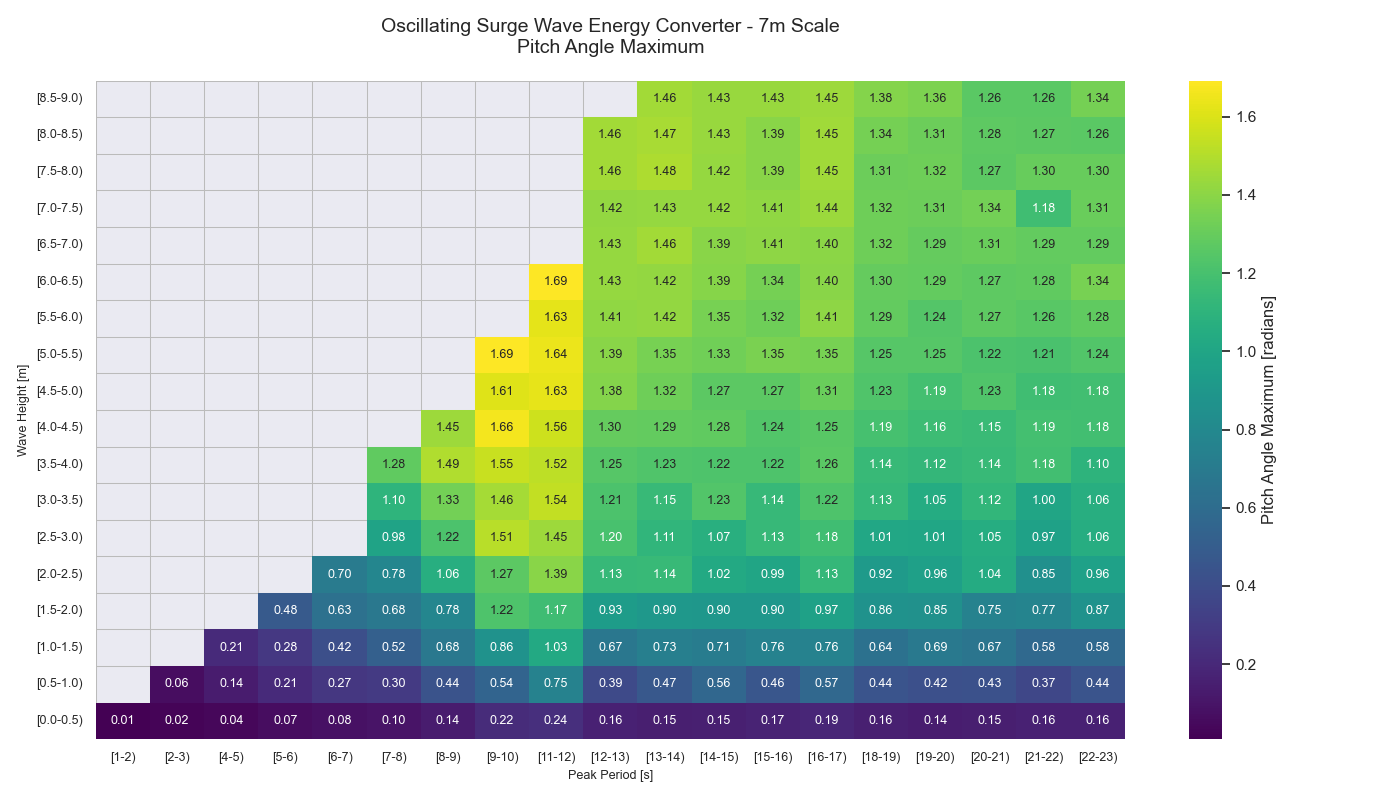 Oscillating Surge Wave Energy Converter - 7m Scale
Pitch Angle Maximum
[8.5-9.0) 1.46 1.43 1.43 1.45 1.38 1.36 1.26 1.26 1.34
[8.0-8.5) 1.46 1.47 1.43 1.39 1.45 1.34 1.31 1.28 1.27 1.26
[7.5-8.0) 1.46 1.48 1.42 1.39 1.45 1.31 1.32 1.27 1.30 1.30
[7.0-7.5) 1.42 1.43 1.42 1.41 1.44 1.32 1.31 1.34 1.18 1.31
[6.5-7.0) 1.43 1.46 1.39 1.41 1.40 1.32 1.29 1.31 1.29 1.29
[6.0-6.5) 1.69 1.43 1.42 1.39 1.34 1.40 1.30 1.29 1.27 1.28 1.34
[5.5-6.0) 1.63 1.41 1.42 1.35 1.32 1.41 1.29 1.24 1.27 1.26 1.28
[5.0-5.5) 1.69 1.64 1.39 1.35 1.33 1.35 1.35 1.25 1.25 1.22 1.21 1.24
[4.5-5.0) 1.61 1.63 1.38 1.32 1.27 1.27 1.31 1.23 1.19 1.23 1.18 1.18
[4.0-4.5) 1.45 1.66 1.56 1.30 1.29 1.28 1.24 1.25 1.19 1.16 1.15 1.19 1.18
[3.5-4.0) 1.28 1.49 1.55 1.52 1.25 1.23 1.22 1.22 1.26 1.14 1.12 1.14 1.18 1.10
[3.0-3.5) 1.10 1.33 1.46 1.54 1.21 1.15 1.23 1.14 1.22 1.13 1.05 1.12 1.00 1.06
[2.5-3.0) 0.98 1.22 1.51 1.45 1.20 1.11 1.07 1.13 1.18 1.01 1.01 1.05 0.97 1.06
[2.0-2.5) 0.70 0.78 1.06 1.27 1.39 1.13 1.14 1.02 0.99 1.13 0.92 0.96 1.04 0.85 0.96
[1.5-2.0) 0.48 0.63 0.68 0.78 1.22 1.17 0.93 0.90 0.90 0.90 0.97 0.86 0.85 0.75 0.77 0.87
[1.0-1.5) 0.21 0.28 0.42 0.52 0.68 0.86 1.03 0.67 0.73 0.71 0.76 0.76 0.64 0.69 0.67 0.58 0.58
[0.5-1.0) 0.06 0.14 0.21 0.27 0.30 0.44 0.54 0.75 0.39 0.47 0.56 0.46 0.57 0.44 0.42 0.43 0.37 0.44
[0.0-0.5) 0.01 0.02 0.04 0.07 0.08 0.10 0.14 0.22 0.24 0.16 0.15 0.15 0.17 0.19 0.16 0.14 0.15 0.16 0.16
[1-2) [2-3) [4-5) [5-6) [6-7) [7-8) [8-9) [9-10) [11-12) [12-13) [13-14) [14-15) [15-16) [16-17) [18-19) [19-20) [20-21) [21-22) [22-23)
Peak Period [s]
Wave Height [m]
1.6
1.4
1.2
1.0
0.8
0.6
0.4
0.2
Pitch Angle Maximum [radians]